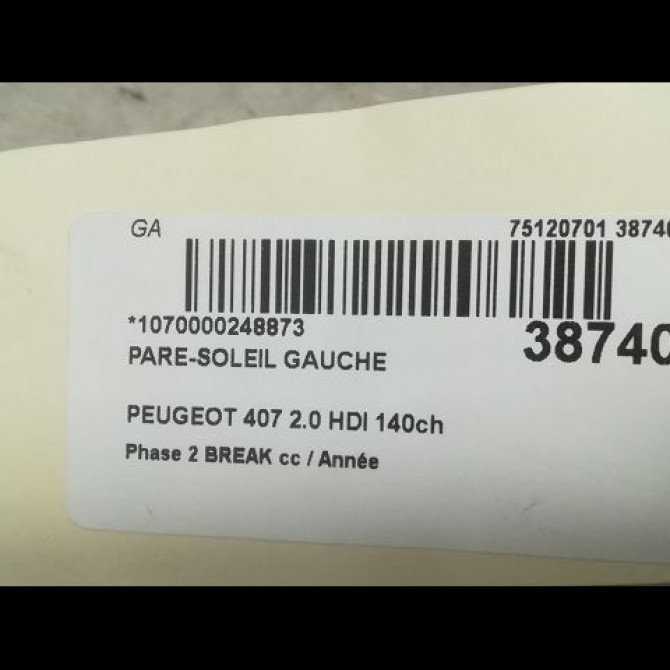 GA
75120701 38740
*1070000248873
38740
PARE-SOLEIL GAUCHE
PEUGEOT 407 2.0 HDI 140ch
Phase 2 BREAK cc / Année